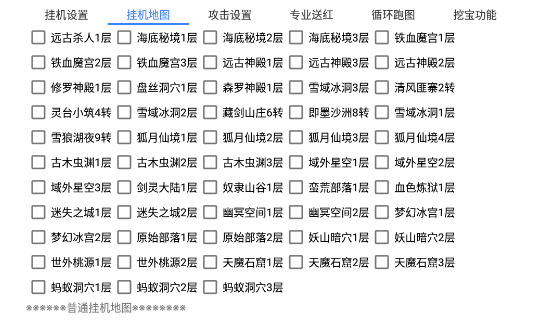 挂机设置 挂机地图 攻击设置 专业送红 循环跑图 挖宝功能
远古杀人1层 海底秘境1层 海底秘境2层 海底秘境3层 铁血魔宫1层
铁血魔宫2层 铁血魔宫3层 远古神殿1层 远古神殿3层 远古神殿2层
修罗神殿1层 盘丝洞穴1层 森罗神殿1层 雪域冰洞3层 清风匪寨2转
灵台小筑4转 雪域冰洞2层 藏剑山庄6转 即墨沙洲8转 雪域冰洞1层
雪狼湖夜9转 狐月仙境1层 狐月仙境2层 狐月仙境3层 狐月仙境4层
古木虫渊1层 古木虫渊2层 古木虫渊3层 域外星空1层 域外星空2层
域外星空3层 剑灵大陆1层 奴隶山谷1层 蛮荒部落1层 血色炼狱1层
迷失之城1层 迷失之城2层 幽冥空间1层 幽冥空间2层 梦幻冰宫1层
梦幻冰宫2层 原始部落1层 原始部落2层 妖山暗穴1层 妖山暗穴2层
世外桃源1层 世外桃源2层 天魔石窟1层 天魔石窟2层 天魔石窟3层
蚂蚁洞穴1层 蚂蚁洞穴2层 蚂蚁洞穴3层
※※※※※※普通挂机地图※※※※※※※※